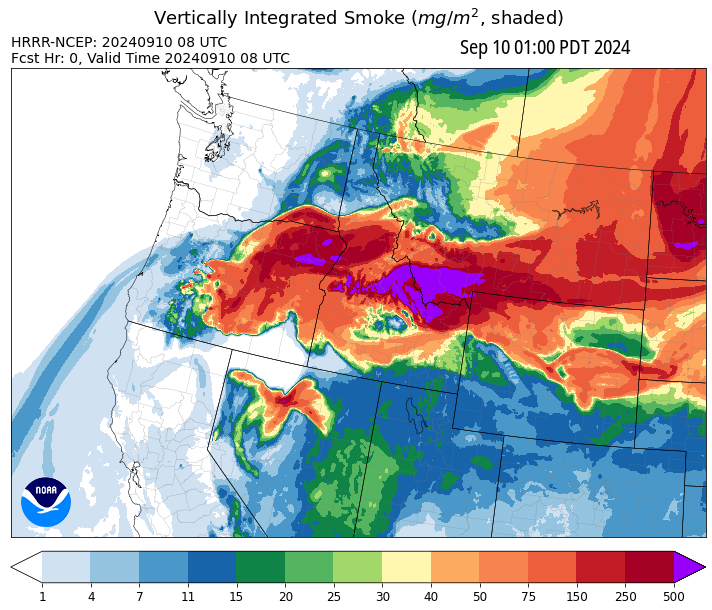 Vertically Integrated Smoke (mg/m², shaded)
HRRR-NCEP: 20240910 08 UTC
Fcst Hr: 0, Valid Time 20240910 08 UTC
Sep 10 01:00 PDT 2024
NOAA
1 4 7 11 15 20 25 30 40 50 75 150 250 500